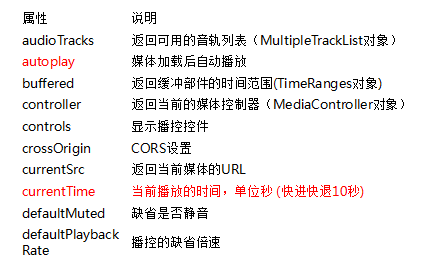 属性 说明
audioTracks 返回可用的音轨列表（MultipleTrackList对象）
autoplay 媒体加载后自动播放
buffered 返回缓冲部件的时间范围(TimeRanges对象)
controller 返回当前的媒体控制器（MediaController对象）
controls 显示播控控件
crossOrigin CORS设置
currentSrc 返回当前媒体的URL
currentTime 当前播放的时间，单位秒 (快进快退10秒)
defaultMuted 缺省是否静音
defaultPlayback
Rate 播控的缺省倍速